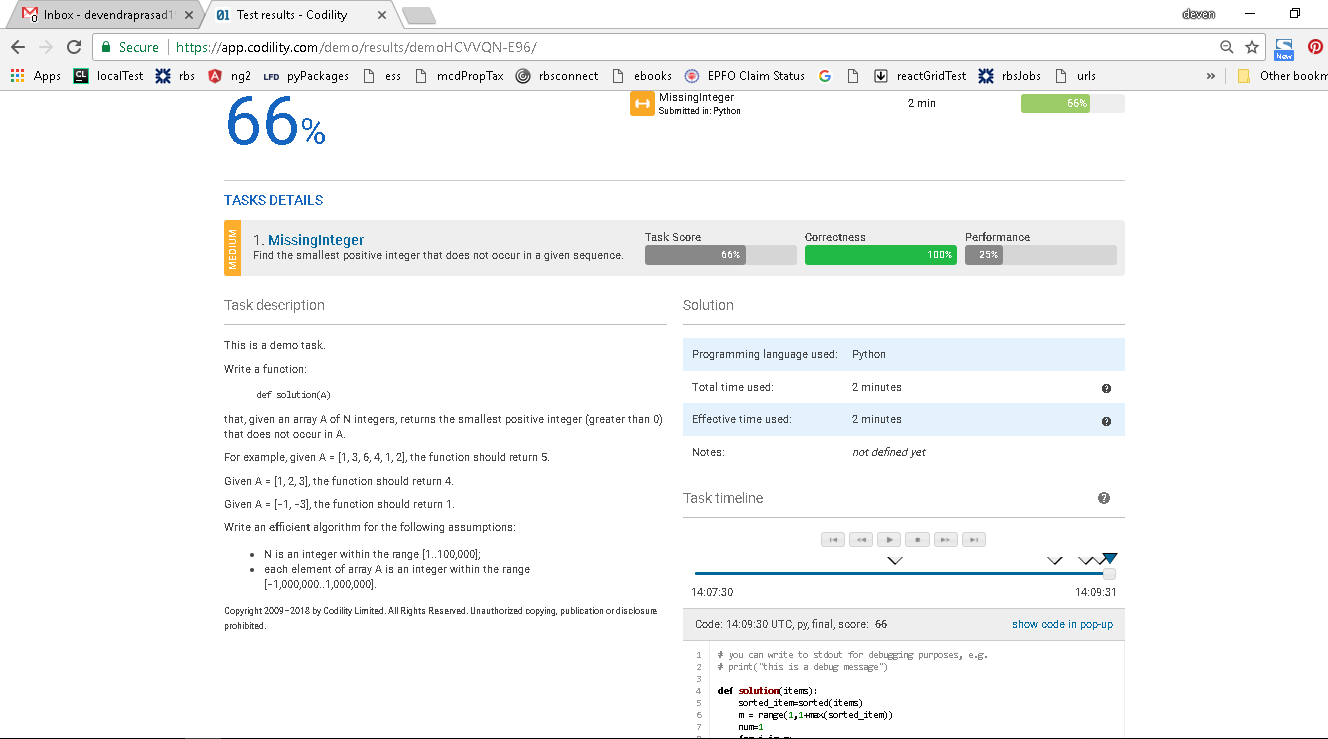 Inbox - devendraprasad1
Test results - Codility
deven
Secure
https://app.codility.com/demo/results/demoHCVVQN-E96/
New
Apps
localTest
rbs
ng2
LFD pyPackages
ess
mcdPropTax
rbsconnect
ebooks
EPFO Claim Status
reactGridTest
rbsJobs
urls
»
Other bookm
66%
MissingInteger
Submitted in: Python
2 min
66%
TASKS DETAILS
MEDIUM
1. MissingInteger
Find the smallest positive integer that does not occur in a given sequence.
Task Score
66%
Correctness
100%
Performance
25%
Task description
This is a demo task.
Write a function:
def solution(A)
that, given an array A of N integers, returns the smallest positive integer (greater than 0)
that does not occur in A.
For example, given A = [1, 3, 6, 4, 1, 2], the function should return 5.
Given A = [1, 2, 3], the function should return 4.
Given A = [−1, −3], the function should return 1.
Write an efficient algorithm for the following assumptions:
• N is an integer within the range [1..100,000];
• each element of array A is an integer within the range
[−1,000,000..1,000,000].
Copyright 2009–2018 by Codility Limited. All Rights Reserved. Unauthorized copying, publication or disclosure
prohibited.
Solution
Programming language used: Python
Total time used: 2 minutes
Effective time used: 2 minutes
Notes: not defined yet
Task timeline
14:07:30
14:09:31
Code: 14:09:30 UTC, py, final, score: 66
show code in pop-up
1 # you can write to stdout for debugging purposes, e.g.
2 # print("this is a debug message")
3
4 def solution(items):
5 sorted_item=sorted(items)
6 m = range(1,1+max(sorted_item))
7 num=1